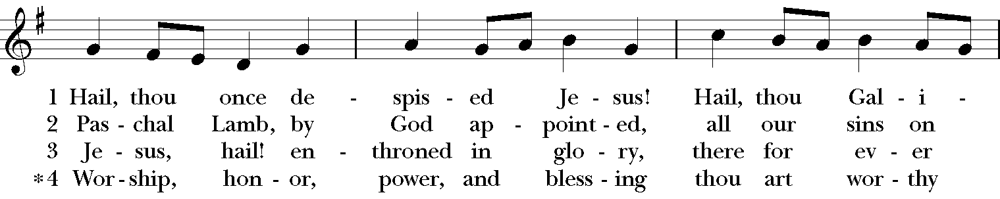 1 Hail, thou once de - spis - ed Je - sus! Hail, thou Gal - i -
2 Pas - chal Lamb, by God ap - point - ed, all our sins on
3 Je - sus, hail! en - throned in glo - ry, there for ev - er
*4 Wor - ship, hon - or, power, and bless - ing thou art wor - thy